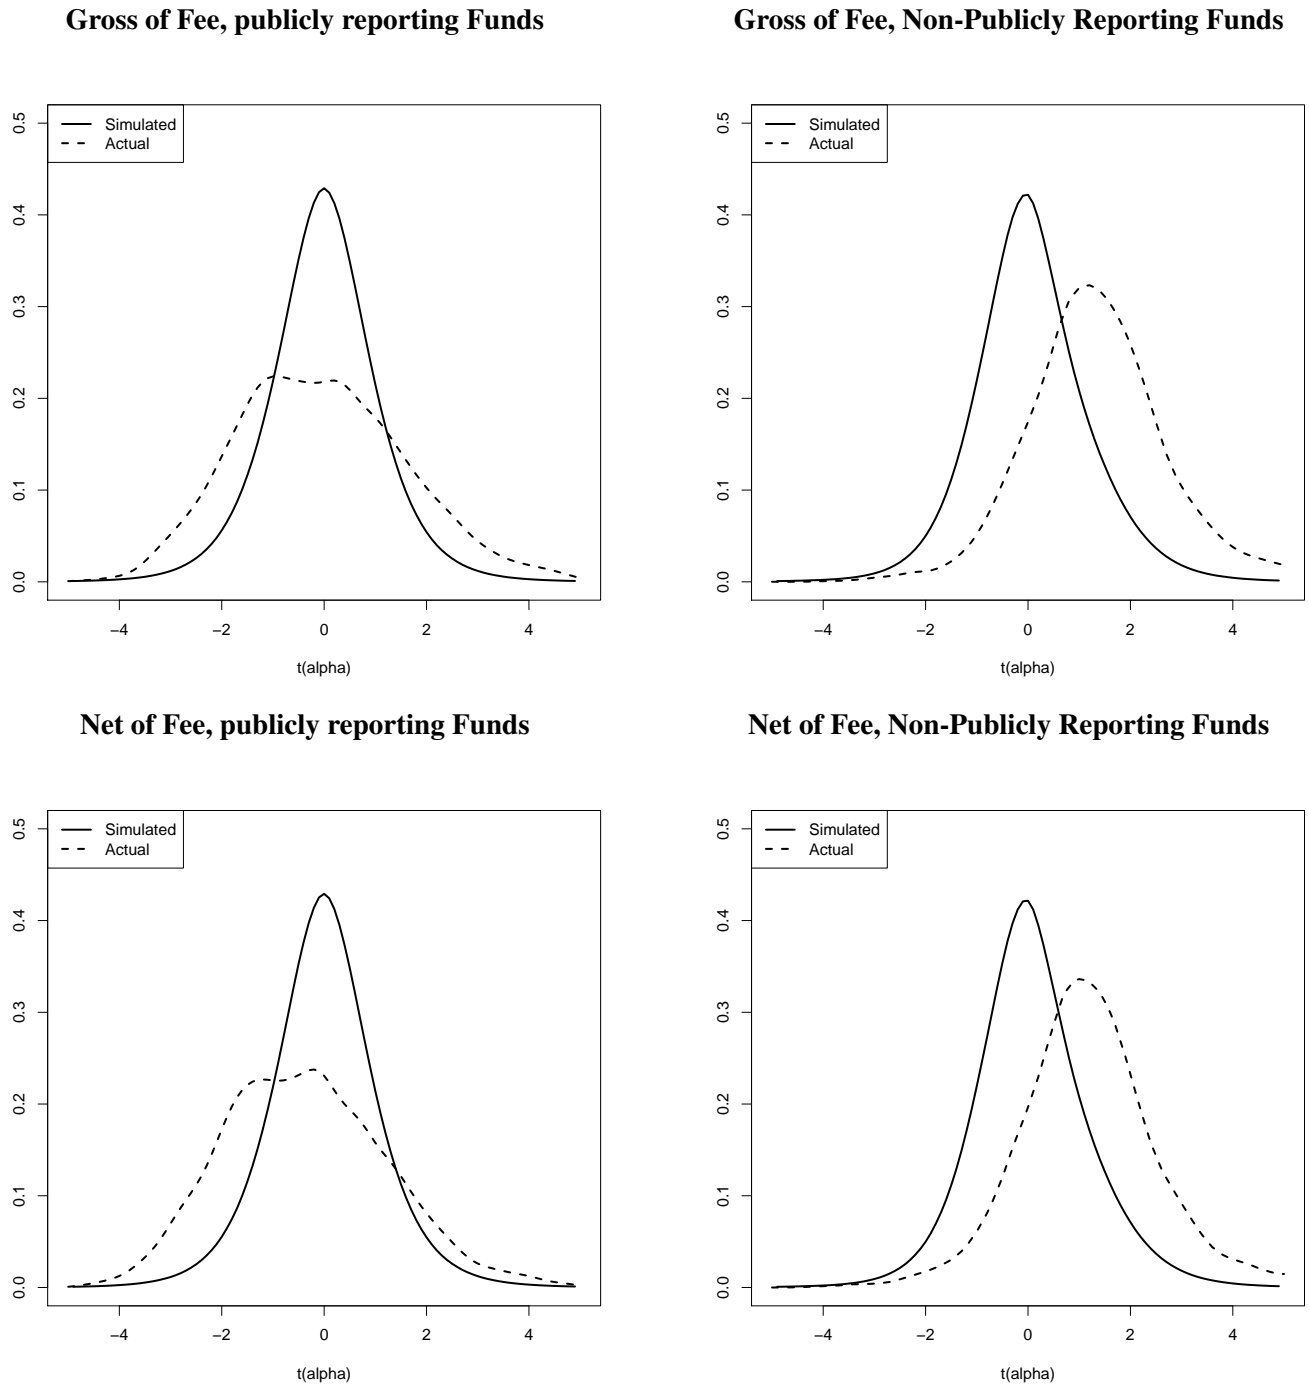 Gross of Fee, publicly reporting Funds
Simulated
Actual
0.5
0.4
0.3
0.2
0.1
0.0
−4 −2 0 2 4
t(alpha)
Gross of Fee, Non-Publicly Reporting Funds
Simulated
Actual
0.5
0.4
0.3
0.2
0.1
0.0
−4 −2 0 2 4
t(alpha)
Net of Fee, publicly reporting Funds
Simulated
Actual
0.5
0.4
0.3
0.2
0.1
0.0
−4 −2 0 2 4
t(alpha)
Net of Fee, Non-Publicly Reporting Funds
Simulated
Actual
0.5
0.4
0.3
0.2
0.1
0.0
−4 −2 0 2 4
t(alpha)